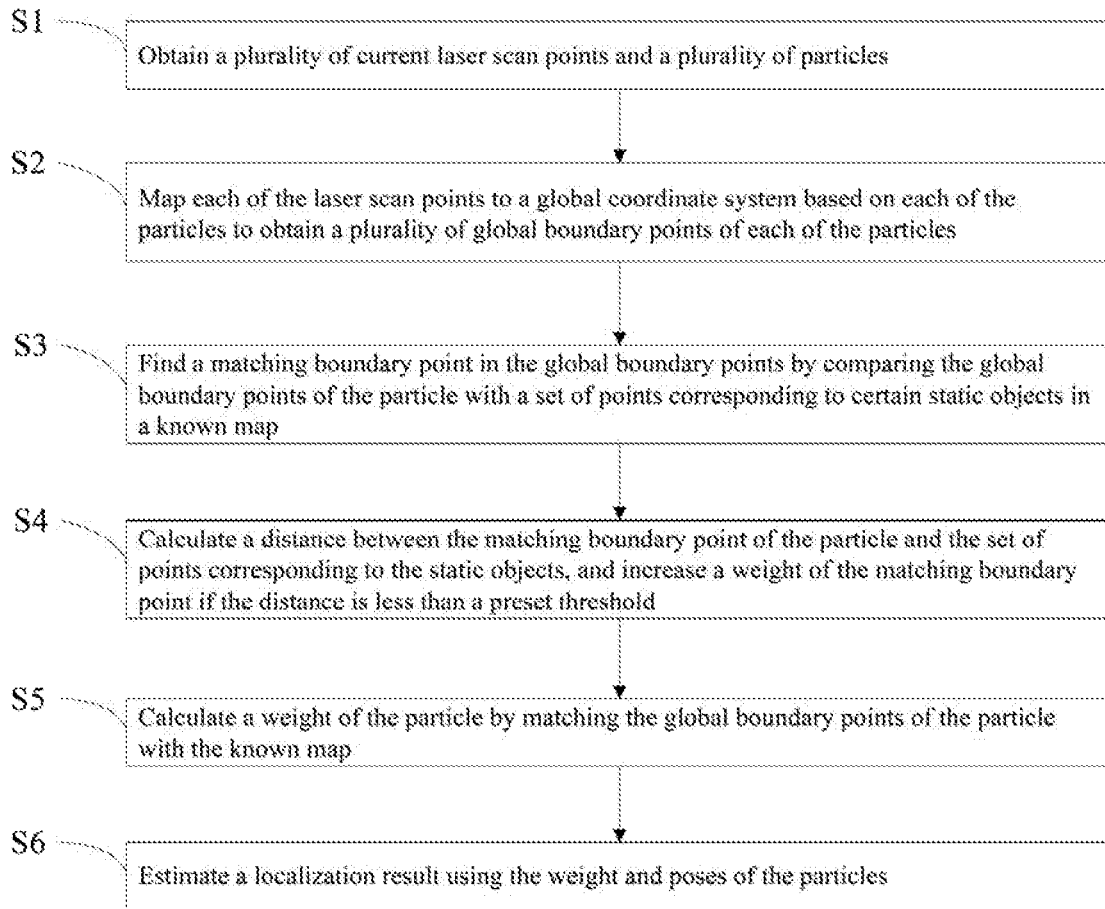 S1
Obtain a plurality of current laser scan points and a plurality of particles
S2
Map each of the laser scan points to a global coordinate system based on each of the
particles to obtain a plurality of global boundary points of each of the particles
S3
Find a matching boundary point in the global boundary points by comparing the global
boundary points of the particle with a set of points corresponding to certain static objects in
a known map
S4
Calculate a distance between the matching boundary point of the particle and the set of
points corresponding to the static objects, and increase a weight of the matching boundary
point if the distance is less than a preset threshold
S5
Calculate a weight of the particle by matching the global boundary points of the particle
with the known map
S6
Estimate a localization result using the weight and poses of the particles